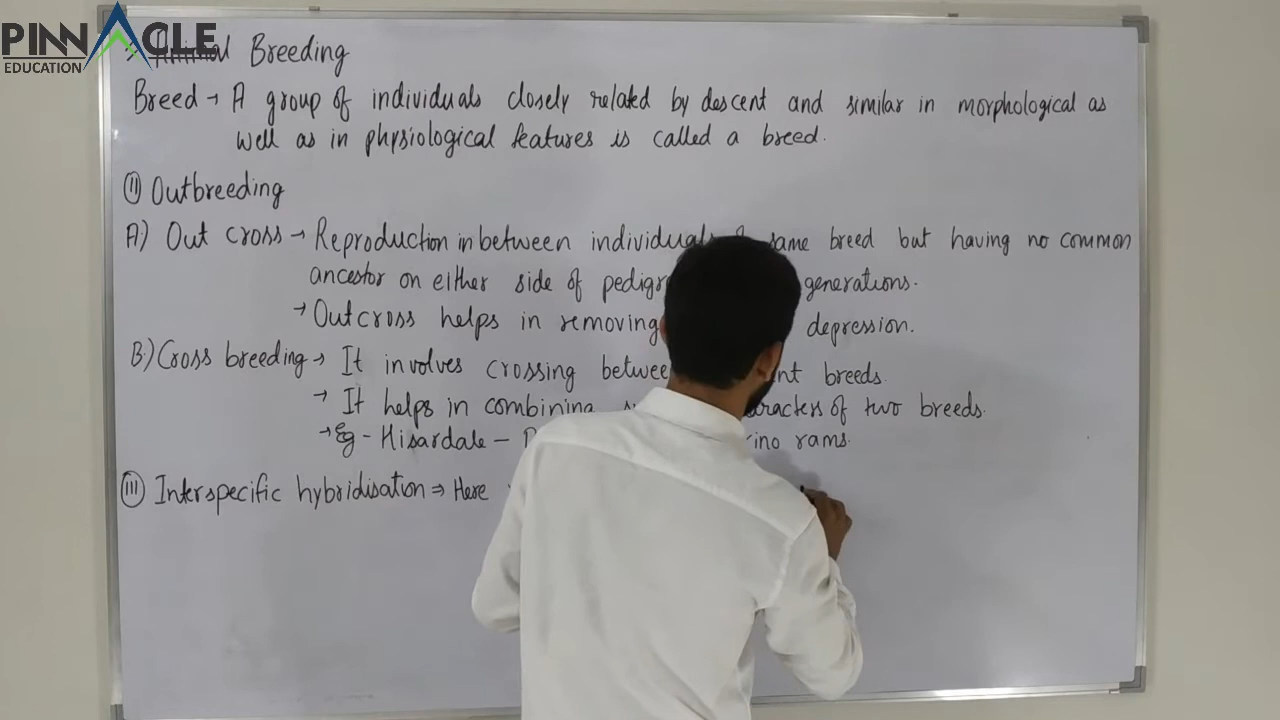 PINNACLE
EDUCATION
Animal Breeding
Breed → A group of individuals closely related by descent and similar in morphological as
well as in physiological features is called a breed.
(II) Outbreeding
A.) Out cross → Reproduction in between individuals same breed but having no common
ancestor on either side of generations.
→ Outcross helps in removing depression.
B.) Cross breeding → It involves crossing breeds.
→ It helps in combining of two breeds.
→ Eg - Hisardale - rams.
(III) Interspecific hybridisation ⇒ Here